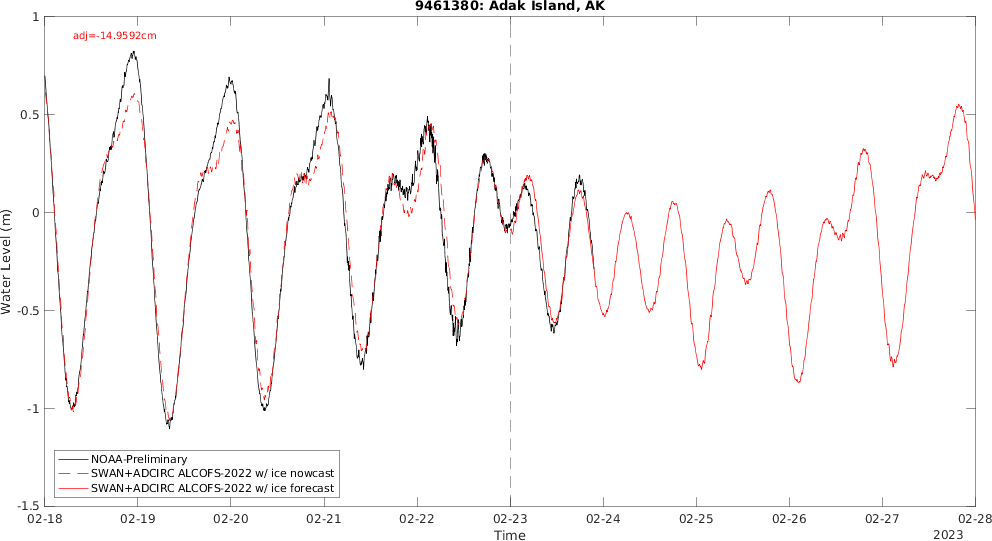 9461380: Adak Island, AK
adj=-14.9592cm
Water Level (m)
1
0.5
0
-0.5
-1
-1.5
NOAA-Preliminary
SWAN+ADCIRC ALCOFS-2022 w/ ice nowcast
SWAN+ADCIRC ALCOFS-2022 w/ ice forecast
02-18 02-19 02-20 02-21 02-22 02-23 02-24 02-25 02-26 02-27 02-28
Time
2023